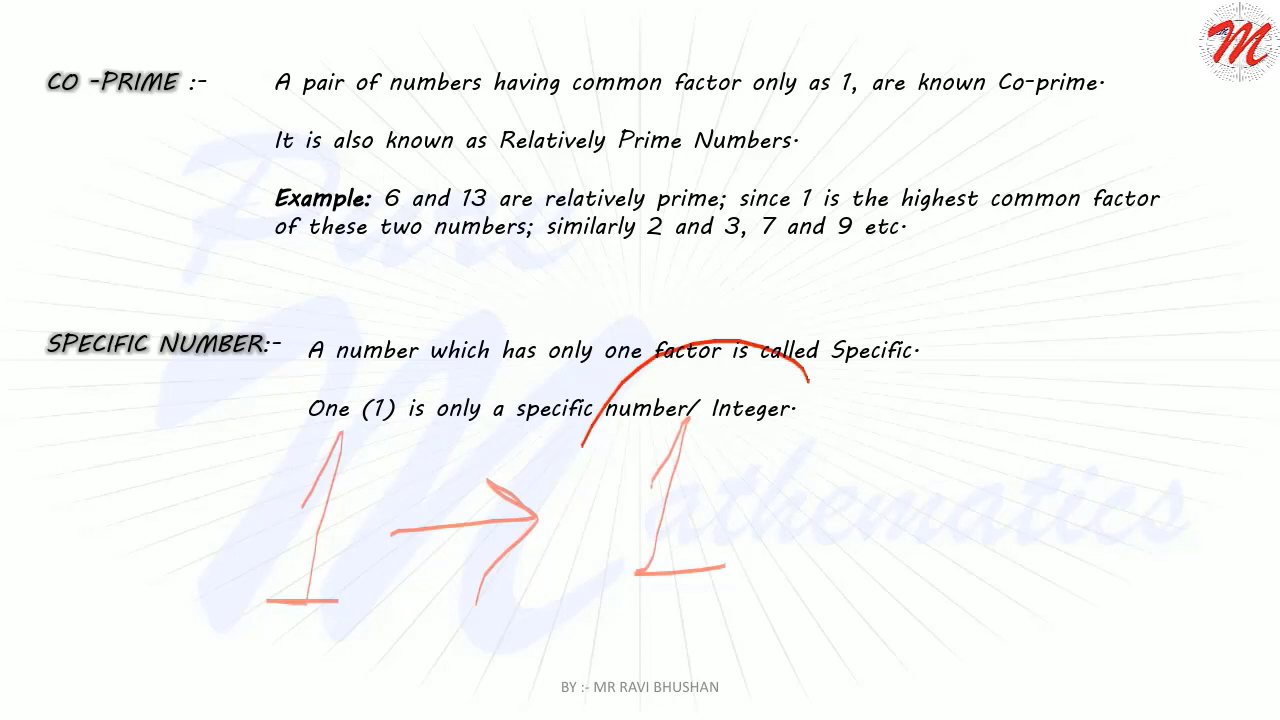 M
CO -PRIME :- A pair of numbers having common factor only as 1, are known Co-prime.
It is also known as Relatively Prime Numbers.
Example: 6 and 13 are relatively prime; since 1 is the highest common factor
of these two numbers; similarly 2 and 3, 7 and 9 etc.
Pure
SPECIFIC NUMBER:- A number which has only one factor is called Specific.
One (1) is only a specific number/ Integer.
1 → 1
Mathematics
BY :- MR RAVI BHUSHAN